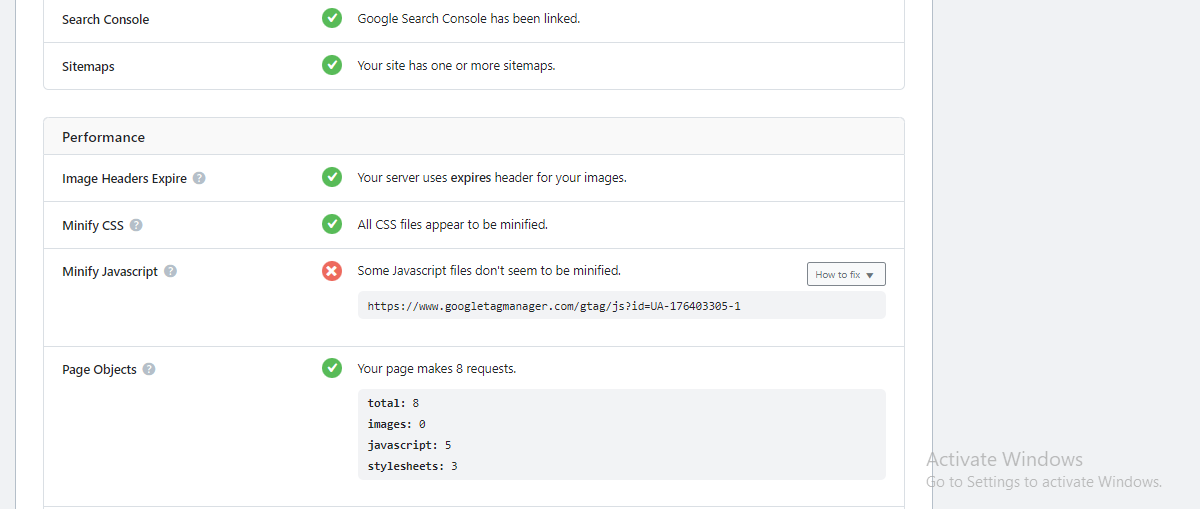 Search Console
Google Search Console has been linked.
Sitemaps
Your site has one or more sitemaps.
Performance
Image Headers Expire ?
Your server uses expires header for your images.
Minify CSS ?
All CSS files appear to be minified.
Minify Javascript ?
Some Javascript files don't seem to be minified.
How to fix ▼
https://www.googletagmanager.com/gtag/js?id=UA-176403305-1
Page Objects ?
Your page makes 8 requests.
total: 8
images: 0
javascript: 5
stylesheets: 3
Activate Windows
Go to Settings to activate Windows.